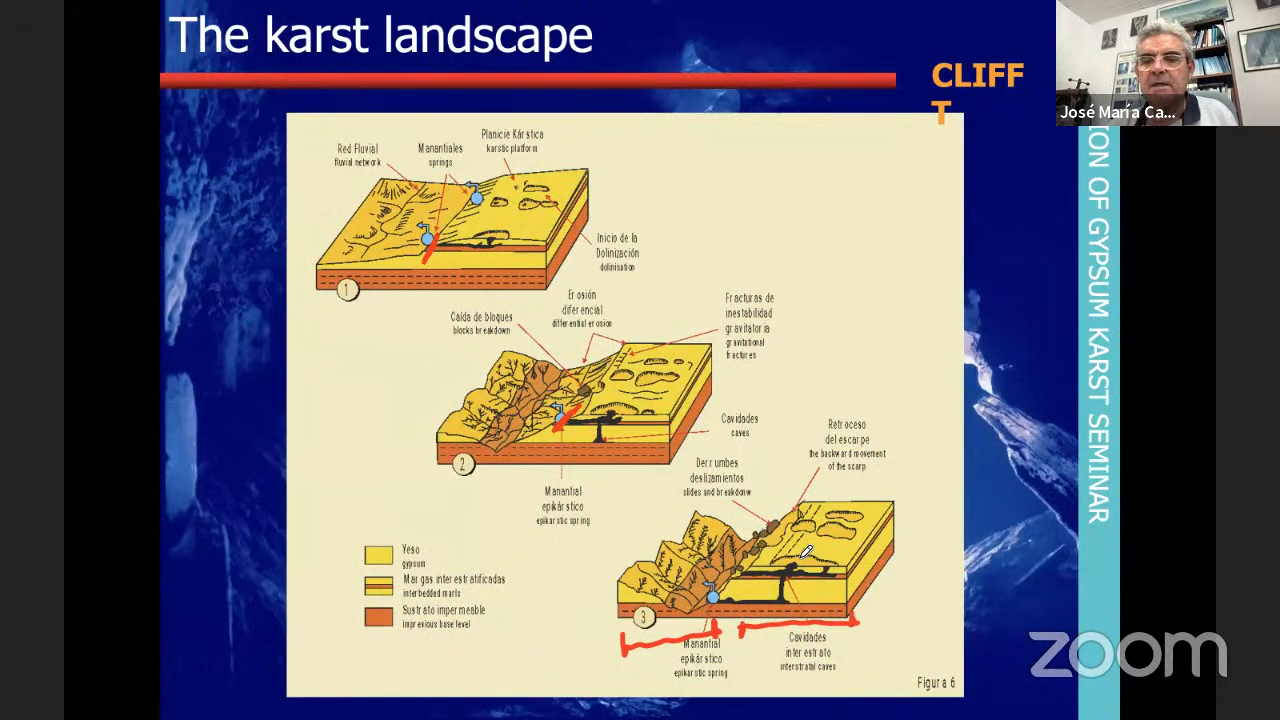 The karst landscape
CLIFF
T
José María Ca...
ION OF GYPSUM KARST SEMINAR
Planicie Kárstica
karstic platform
Red Fluvial
fluvial network
Manantiales
springs
Inicio de la
Dolinización
dolinisation
1
Erosión
diferencial
differential erosion
Caída de bloques
blocks breakdown
Fracturas de
inestabilidad
gravitatoria
gravitational
fractures
Cavidades
caves
2
Manantial
epikárstico
epikarstic spring
Retroceso
del escarpe
the backward movement
of the scarp
Derrumbes
deslizamientos
slides and breakdonw
3
Manantial
epikárstico
epikarstic spring
Cavidades
interestrato
interstratal caves
Yeso
gypsum
Margas interestratificadas
interbedded marls
Sustrato impermeable
imprevious base level
Figura 6
zoom